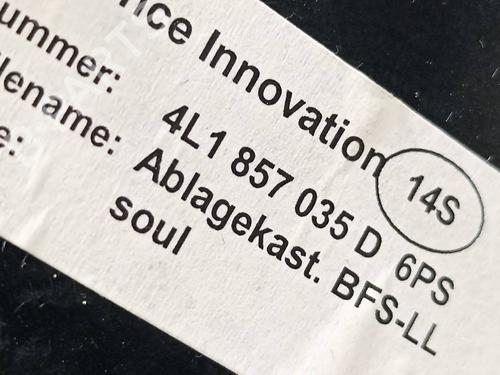 nce Innovation
14S
ummer: 4L1 857 035 D 6PS
lename: Ablagekast. BFS-LL
e: soul